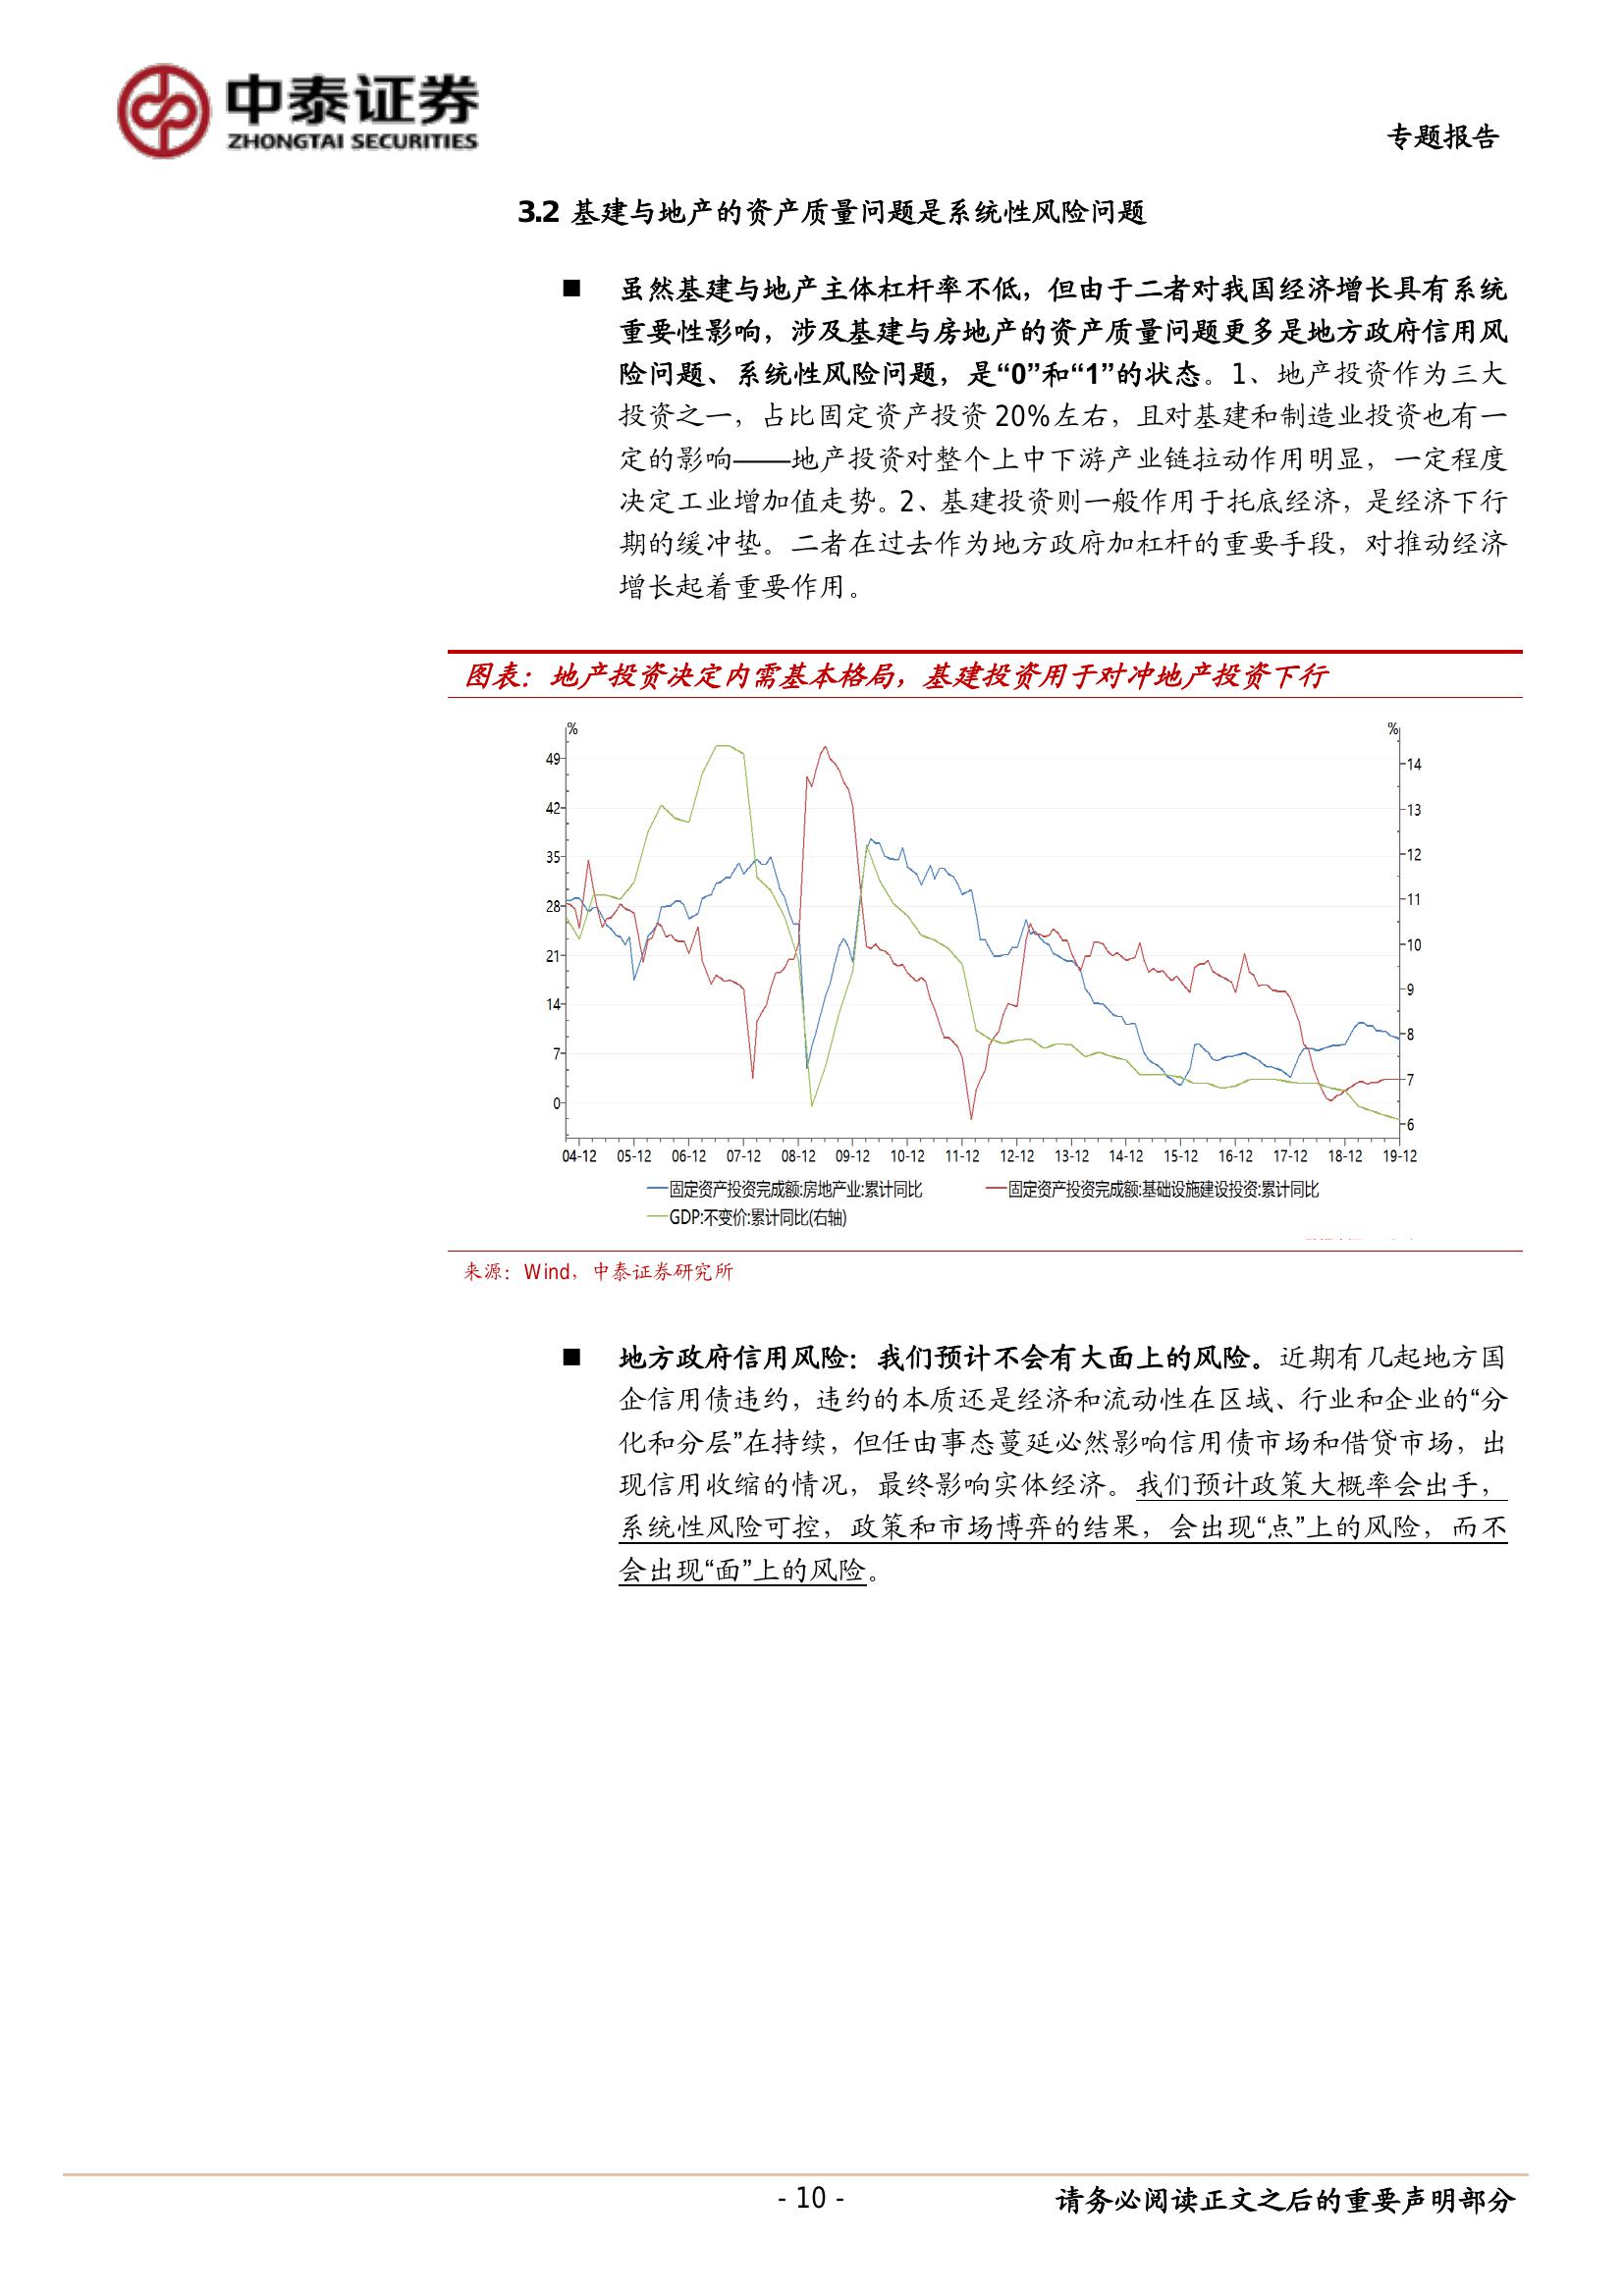 中泰证券
ZHONGTAI SECURITIES
专题报告
3.2 基建与地产的资产质量问题是系统性风险问题
■ 虽然基建与地产主体杠杆率不低，但由于二者对我国经济增长具有系统
重要性影响，涉及基建与房地产的资产质量问题更多是地方政府信用风
险问题、系统性风险问题，是“0”和“1”的状态。1、地产投资作为三大
投资之一，占比固定资产投资 20%左右，且对基建和制造业投资也有一
定的影响——地产投资对整个上中下游产业链拉动作用明显，一定程度
决定工业增加值走势。2、基建投资则一般作用于托底经济，是经济下行
期的缓冲垫。二者在过去作为地方政府加杠杆的重要手段，对推动经济
增长起着重要作用。
图表：地产投资决定内需基本格局，基建投资用于对冲地产投资下行
% %
49
42
35
28
21
14
7
0
14
13
12
11
10
9
8
7
6
04-12 05-12 06-12 07-12 08-12 09-12 10-12 11-12 12-12 13-12 14-12 15-12 16-12 17-12 18-12 19-12
固定资产投资完成额:房地产业:累计同比 固定资产投资完成额:基础设施建设投资:累计同比
GDP:不变价:累计同比(右轴)
来源：Wind，中泰证券研究所
■ 地方政府信用风险：我们预计不会有大面上的风险。近期有几起地方国
企信用债违约，违约的本质还是经济和流动性在区域、行业和企业的“分
化和分层”在持续，但任由事态蔓延必然影响信用债市场和借贷市场，出
现信用收缩的情况，最终影响实体经济。我们预计政策大概率会出手，
系统性风险可控，政策和市场博弈的结果，会出现“点”上的风险，而不
会出现“面”上的风险。
- 10 -
请务必阅读正文之后的重要声明部分